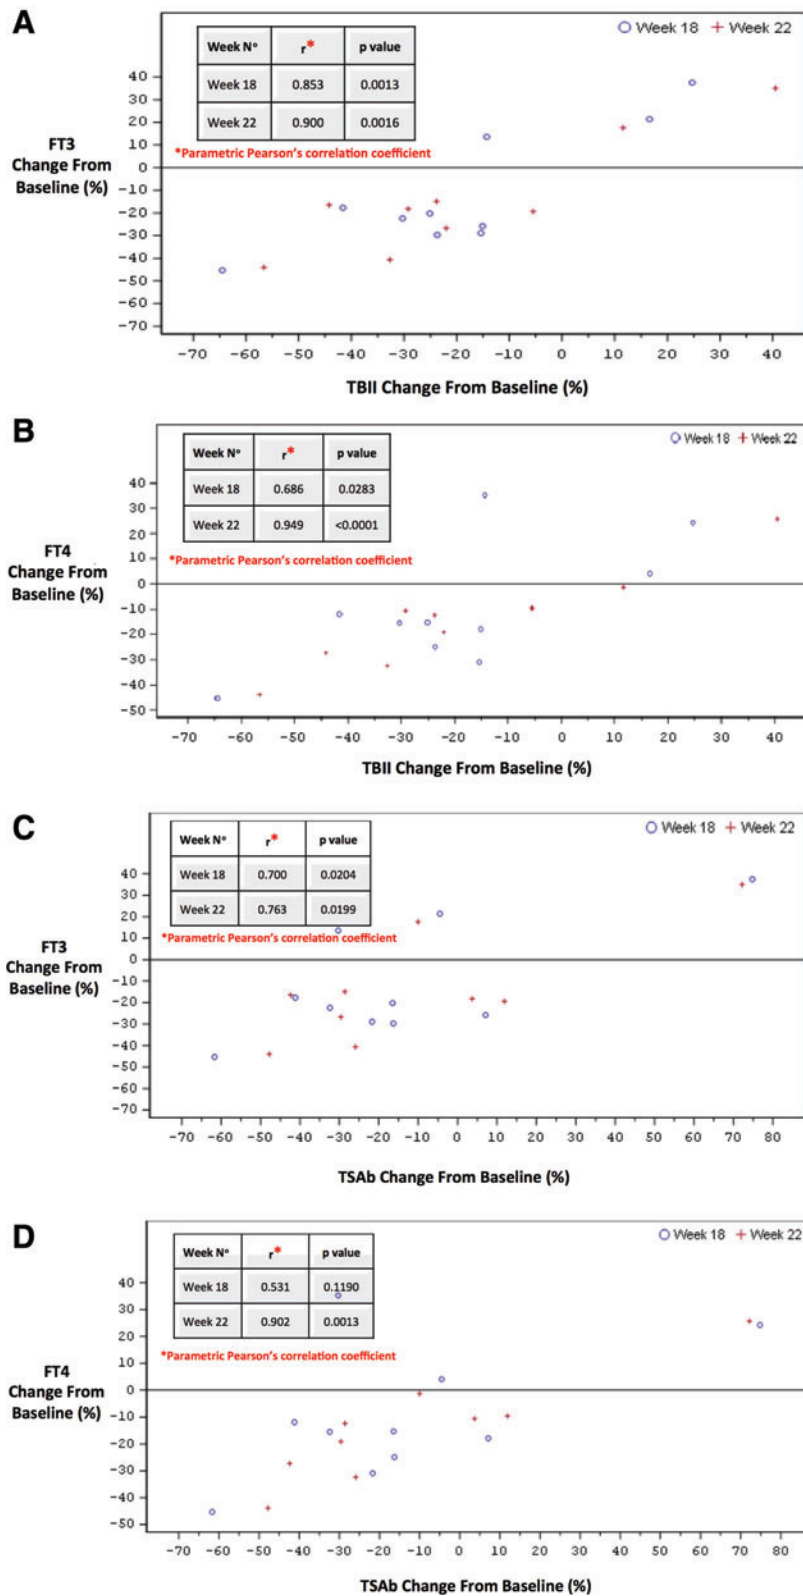 A
Week 18 Week 22
Week Nº r* p value
Week 18 0.853 0.0013
Week 22 0.900 0.0016
*Parametric Pearson's correlation coefficient
FT3
Change From
Baseline (%)
40
30
20
10
0
-10
-20
-30
-40
-50
-60
-70
-70 -60 -50 -40 -30 -20 -10 0 10 20 30 40
TBII Change From Baseline (%)
B
Week 18 Week 22
Week Nº r* p value
Week 18 0.686 0.0283
Week 22 0.949 <0.0001
*Parametric Pearson's correlation coefficient
FT4
Change From
Baseline (%)
40
30
20
10
0
-10
-20
-30
-40
-50
-70 -60 -50 -40 -30 -20 -10 0 10 20 30 40
TBII Change From Baseline (%)
C
Week 18 Week 22
Week Nº r* p value
Week 18 0.700 0.0204
Week 22 0.763 0.0199
*Parametric Pearson's correlation coefficient
FT3
Change From
Baseline (%)
40
30
20
10
0
-10
-20
-30
-40
-50
-60
-70
-70 -60 -50 -40 -30 -20 -10 0 10 20 30 40 50 60 70 80
TSAb Change From Baseline (%)
D
Week 18 Week 22
Week Nº r* p value
Week 18 0.531 0.1190
Week 22 0.902 0.0013
*Parametric Pearson's correlation coefficient
FT4
Change From
Baseline (%)
40
30
20
10
0
-10
-20
-30
-40
-50
-70 -60 -50 -40 -30 -20 -10 0 10 20 30 40 50 60 70 80
TSAb Change From Baseline (%)